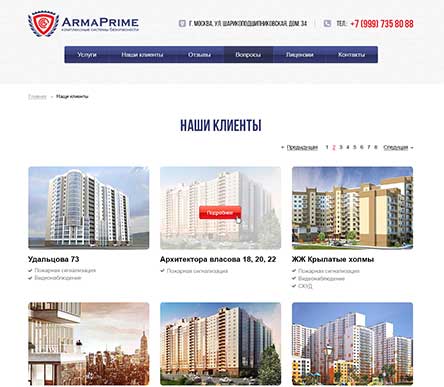 ARMAPRIME
КОМПЛЕКСНЫЕ СИСТЕМЫ БЕЗОПАСНОСТИ
Г. МОСКВА, УЛ. ШАРИКОПОДШИПНИКОВСКАЯ, ДОМ. 34
ТЕЛ.: +7 (999) 735 80 88
Услуги Наши клиенты Отзывы Вопросы Лицензии Контакты
Главная Наши клиенты
НАШИ КЛИЕНТЫ
Предыдущая 1 2 3 4 5 6 7 8 Следущая
Подробнее
Удальцова 73
Пожарная сигнализация
Видеонаблюдение
Архитектора власова 18, 20, 22
Пожарная сигнализация
ЖК Крылатые холмы
Пожарная сигнализация
Видеонаблюдение
СКУД